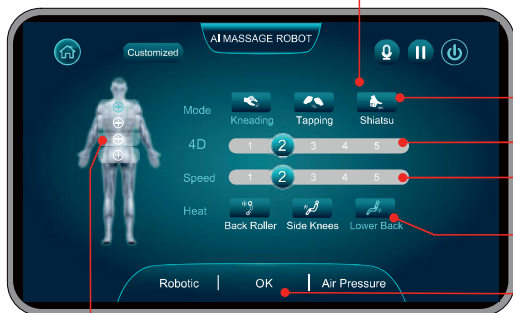 AI MASSAGE ROBOT
Customized
Mode
Kneading Tapping Shiatsu
4D 1 2 3 4 5
Speed 1 2 3 4 5
Heat
Back Roller Side Knees Lower Back
Robotic OK Air Pressure